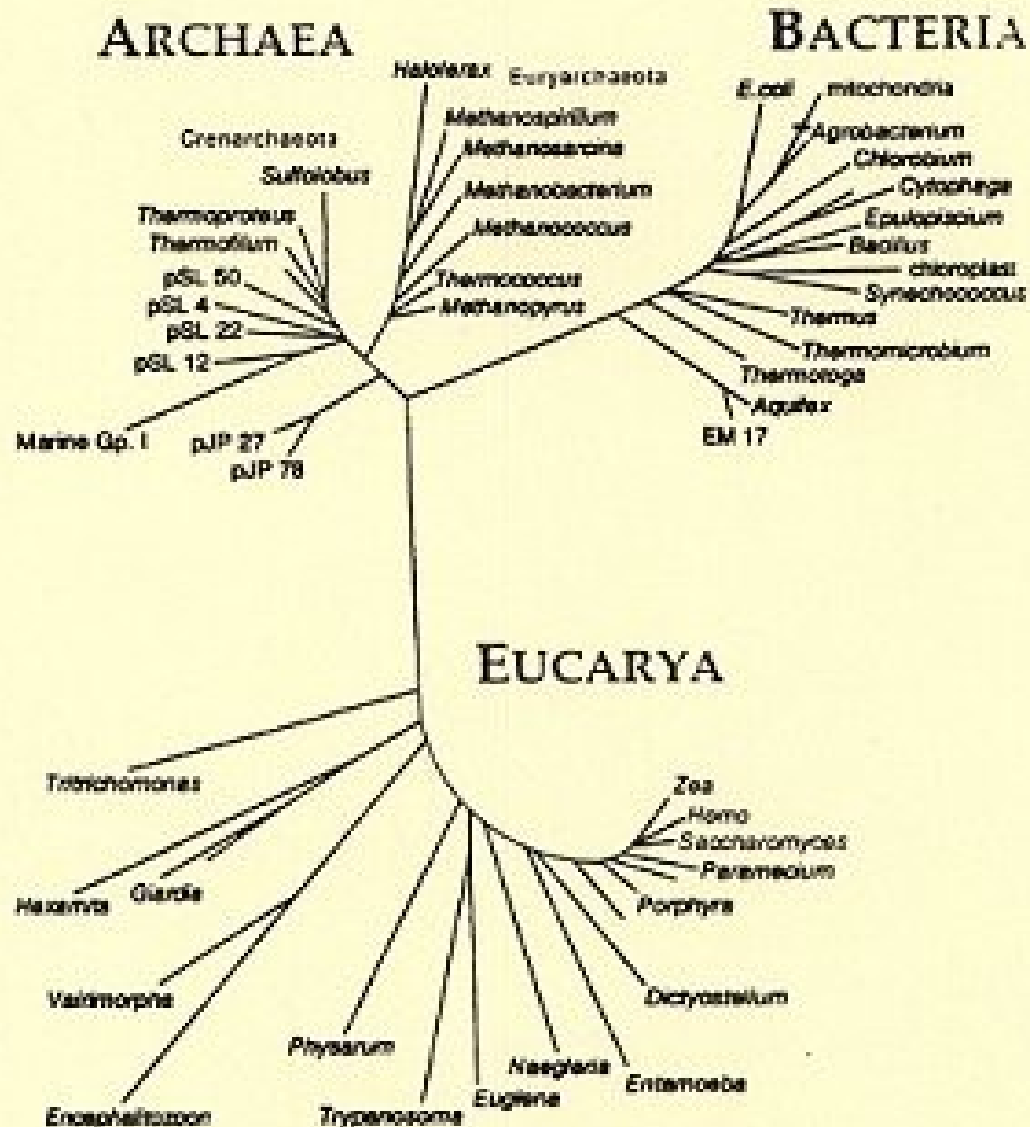 ARCHAEA
BACTERIA
Haloferax
Euryarchaeota
E.coli
mitochondria
Methanospirillum
Agrobacterium
Crenarchaeota
Methanosarcina
Chlorobium
Sulfolobus
Methanobacterium
Cytophaga
Thermoproteus
Methanococcus
Epulopiscium
Thermofilum
Bacillus
pSL 50
Thermococcus
chloroplast
pSL 4
Methanopyrus
Synechococcus
pSL 22
Thermus
pSL 12
Thermomicrobium
Thermotoga
Aquifex
Marine Gp. I
pJP 27
EM 17
pJP 78
EUCARYA
Tritrichomonas
Zea
Homo
Saccharomyces
Paramecium
Giardia
Hexamita
Porphyra
Vairimorpha
Dictyostelium
Physarum
Naegleria
Entamoeba
Euglena
Encephalitozoon
Trypanosoma